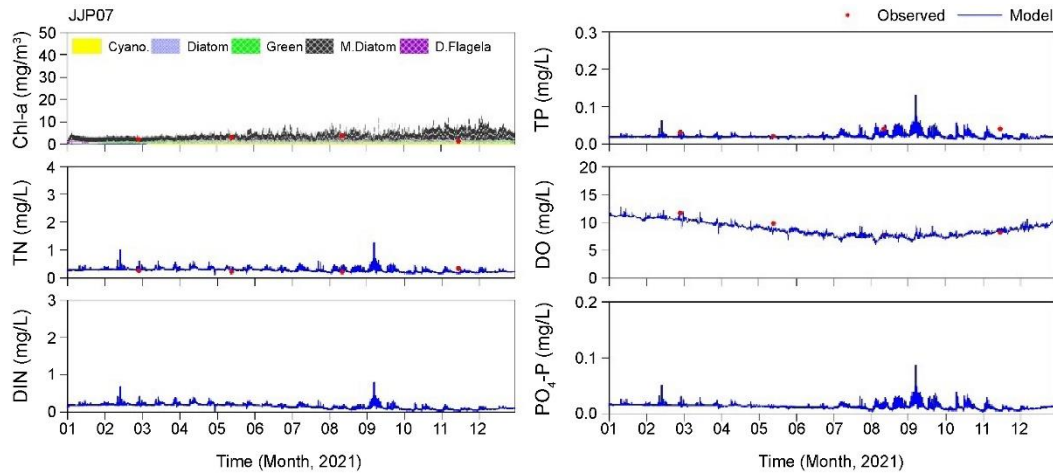 JJP07
Observed Model
Chl-a (mg/m³)
50
40
30
20
10
0
Cyano. Diatom Green M.Diatom D.Flagela
TP (mg/L)
0.3
0.2
0.1
0.0
TN (mg/L)
4
3
2
1
0
DO (mg/L)
20
15
10
5
0
DIN (mg/L)
3
2
1
0
01 02 03 04 05 06 07 08 09 10 11 12
Time (Month, 2021)
PO₄-P (mg/L)
0.2
0.1
0.0
01 02 03 04 05 06 07 08 09 10 11 12
Time (Month, 2021)